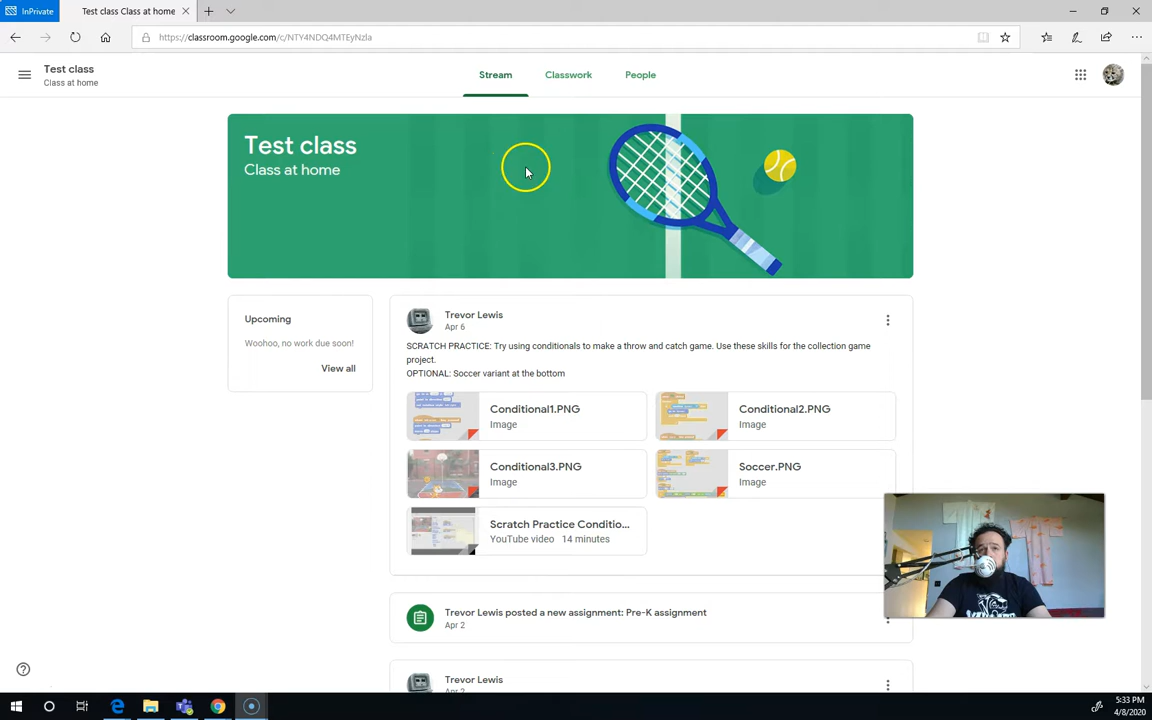 InPrivate
Test class Class at home
https://classroom.google.com/c/NTY4NDQ4MTEyNzla
Test class
Class at home
Stream
Classwork
People
Test class
Class at home
Upcoming
Woohoo, no work due soon!
View all
Trevor Lewis
Apr 6
SCRATCH PRACTICE: Try using conditionals to make a throw and catch game. Use these skills for the collection game
project.
OPTIONAL: Soccer variant at the bottom
Conditional1.PNG
Image
Conditional2.PNG
Image
Conditional3.PNG
Image
Soccer.PNG
Image
Scratch Practice Conditio...
YouTube video 14 minutes
Trevor Lewis posted a new assignment: Pre-K assignment
Apr 2
Trevor Lewis
Apr 2
5:33 PM
4/8/2020